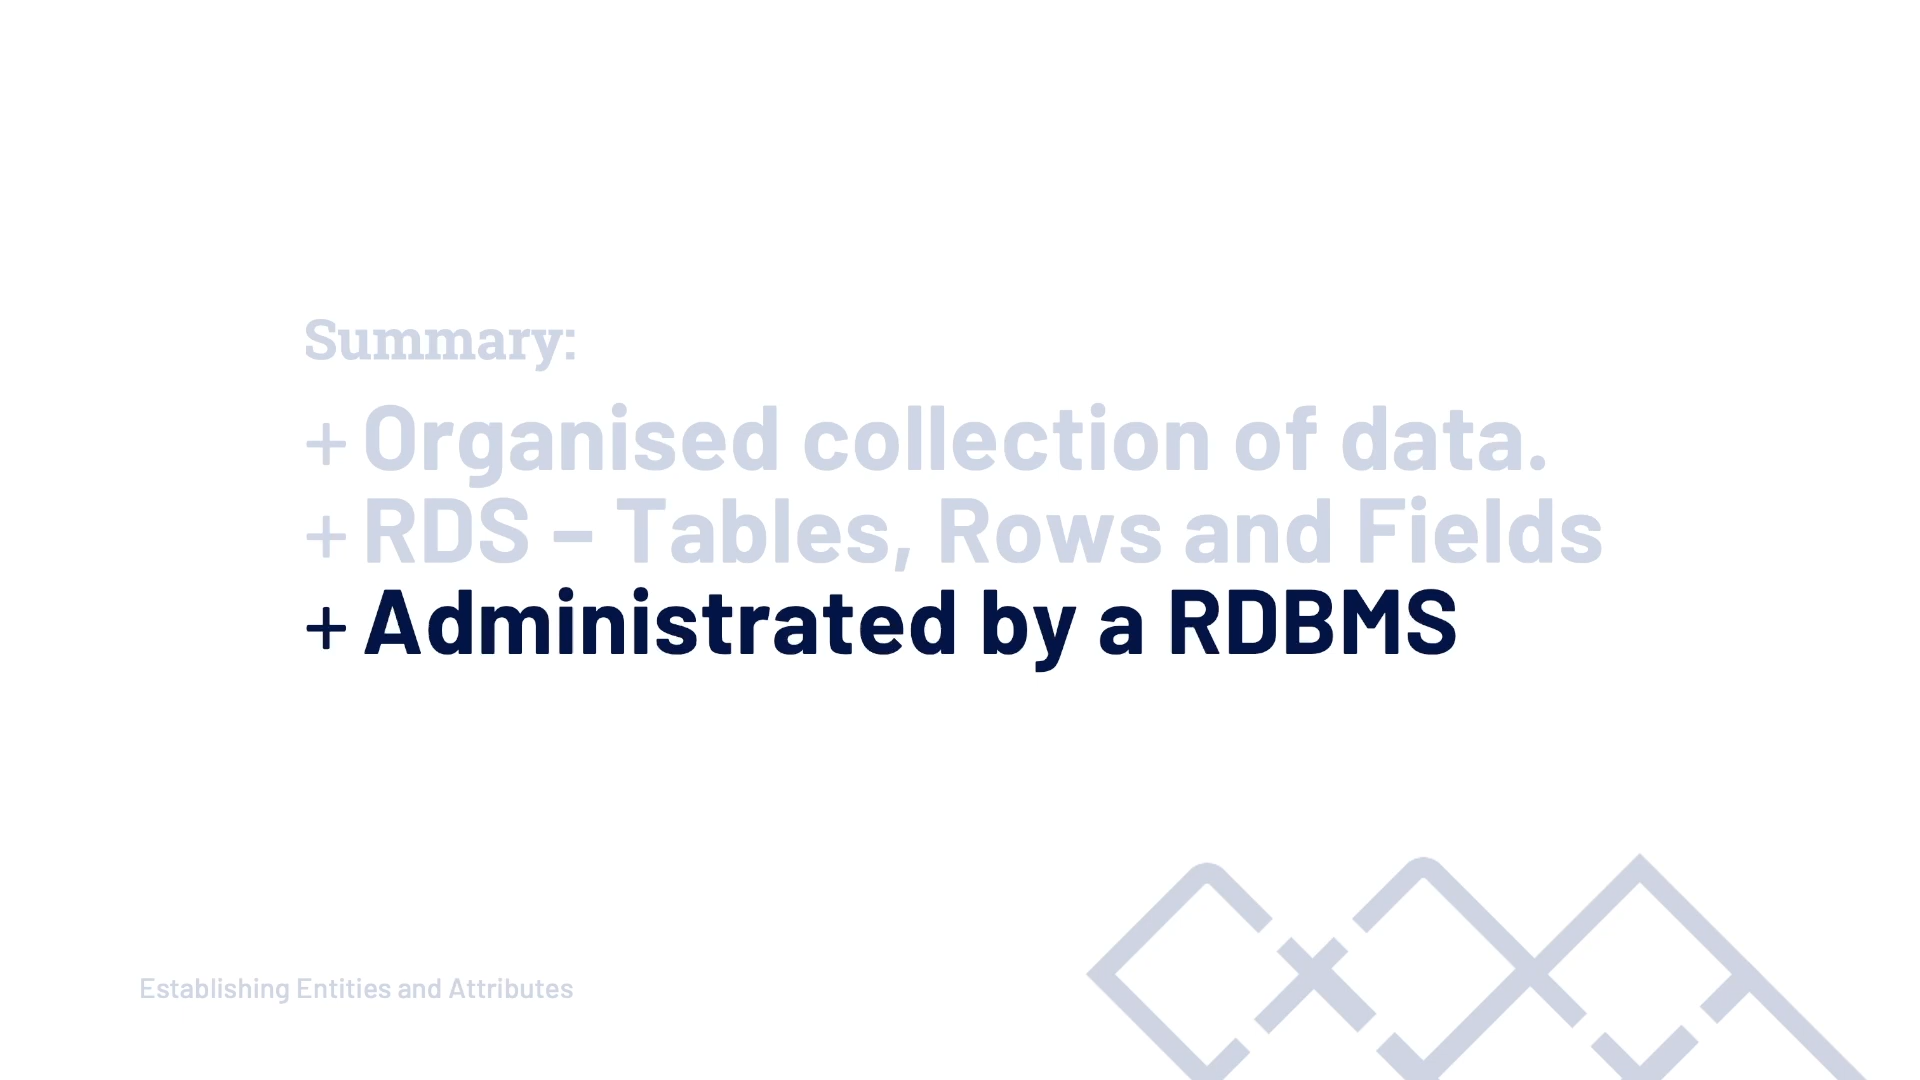 Summary:
+ Organised collection of data.
+ RDS – Tables, Rows and Fields
+ Administrated by a RDBMS
Establishing Entities and Attributes